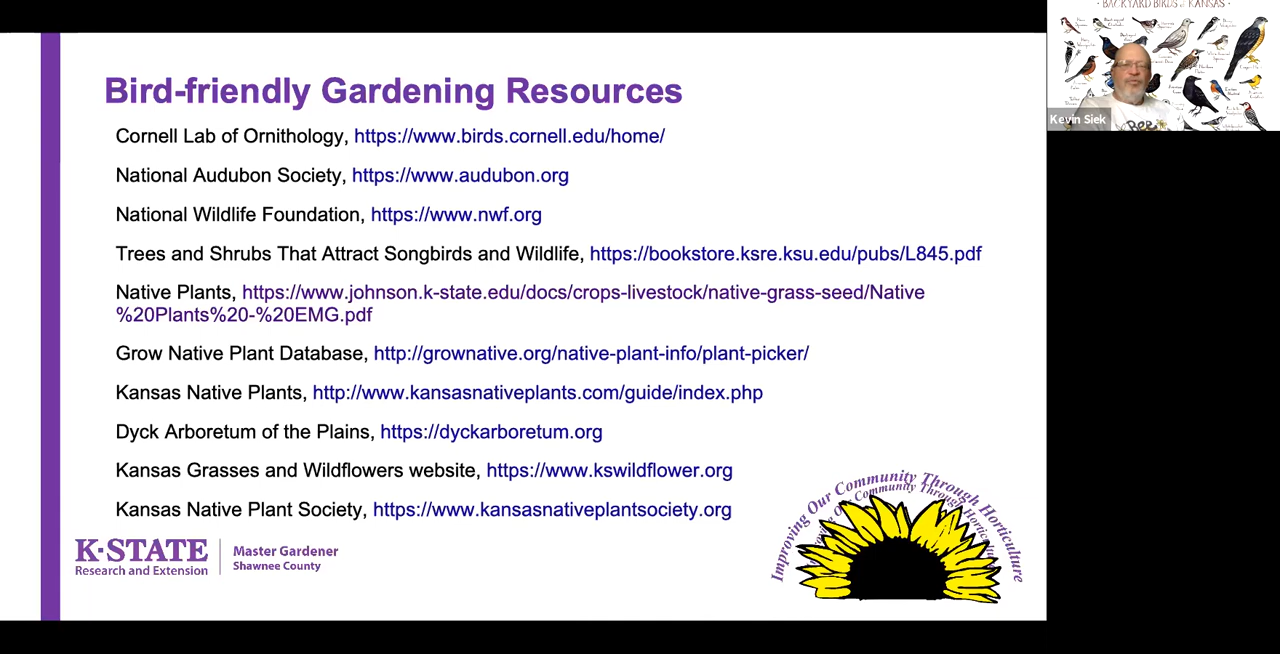 BACKYARD BIRDS of KANSAS
Kevin Siek
Bee
Bird-friendly Gardening Resources
Cornell Lab of Ornithology, https://www.birds.cornell.edu/home/
National Audubon Society, https://www.audubon.org
National Wildlife Foundation, https://www.nwf.org
Trees and Shrubs That Attract Songbirds and Wildlife, https://bookstore.ksre.ksu.edu/pubs/L845.pdf
Native Plants, https://www.johnson.k-state.edu/docs/crops-livestock/native-grass-seed/Native
%20Plants%20-%20EMG.pdf
Grow Native Plant Database, http://grownative.org/native-plant-info/plant-picker/
Kansas Native Plants, http://www.kansasnativeplants.com/guide/index.php
Dyck Arboretum of the Plains, https://dyckarboretum.org
Kansas Grasses and Wildflowers website, https://www.kswildflower.org
Kansas Native Plant Society, https://www.kansasnativeplantsociety.org
Improving Our Community Through Horticulture
K-STATE
Research and Extension
Master Gardener
Shawnee County